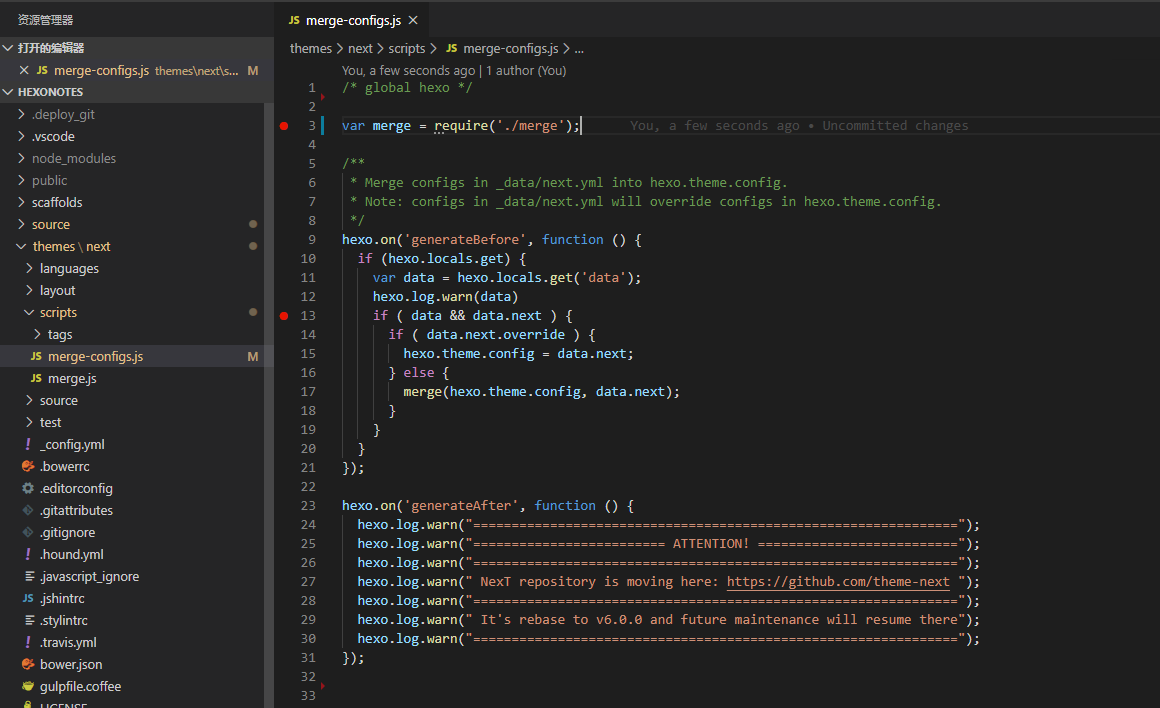 资源管理器
打开的编辑器
JS merge-configs.js themes\next\s... M
HEXONOTES
.deploy_git
.vscode
node_modules
public
scaffolds
source
themes \ next
languages
layout
scripts
tags
JS merge-configs.js M
JS merge.js
source
test
! _config.yml
.bowerrc
.editorconfig
.gitattributes
.gitignore
! .hound.yml
.javascript_ignore
JS .jshintrc
.stylintrc
! .travis.yml
bower.json
gulpfile.coffee
LICENSE
JS merge-configs.js
themes > next > scripts > JS merge-configs.js > ...
You, a few seconds ago | 1 author (You)
1 /* global hexo */
2
3 var merge = require('./merge'); You, a few seconds ago • Uncommitted changes
4
5 /**
6 * Merge configs in _data/next.yml into hexo.theme.config.
7 * Note: configs in _data/next.yml will override configs in hexo.theme.config.
8 */
9 hexo.on('generateBefore', function () {
10 if (hexo.locals.get) {
11 var data = hexo.locals.get('data');
12 hexo.log.warn(data)
13 if ( data && data.next ) {
14 if ( data.next.override ) {
15 hexo.theme.config = data.next;
16 } else {
17 merge(hexo.theme.config, data.next);
18 }
19 }
20 }
21 });
22
23 hexo.on('generateAfter', function () {
24 hexo.log.warn("===============================================================");
25 hexo.log.warn("========================= ATTENTION! ==========================");
26 hexo.log.warn("===============================================================");
27 hexo.log.warn(" NexT repository is moving here: https://github.com/theme-next ");
28 hexo.log.warn("===============================================================");
29 hexo.log.warn(" It's rebase to v6.0.0 and future maintenance will resume there");
30 hexo.log.warn("===============================================================");
31 });
32
33